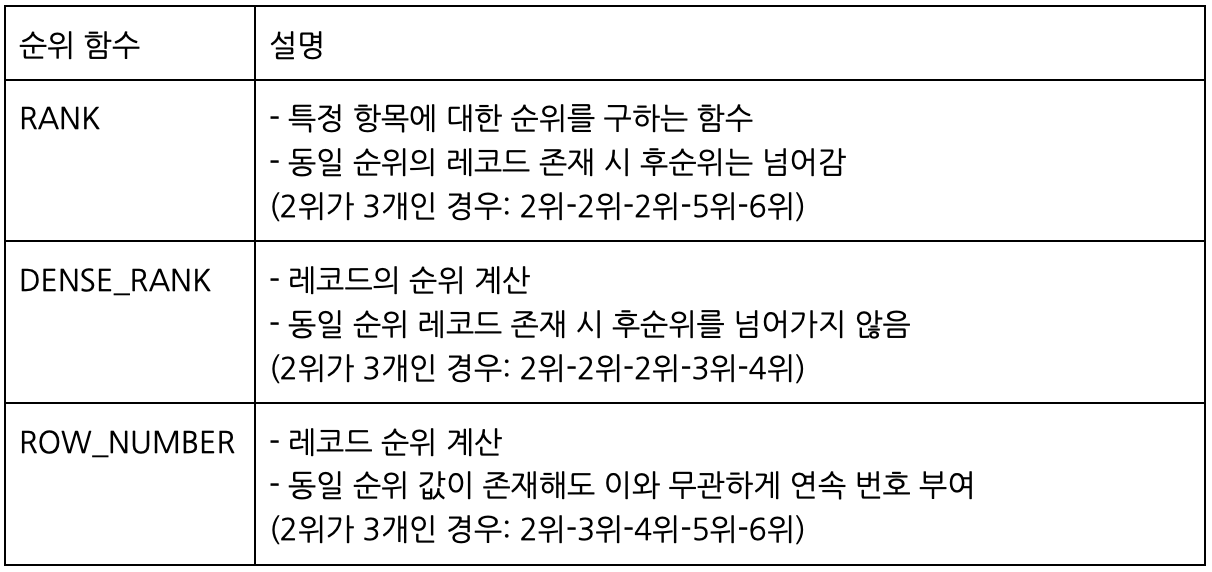 순위 함수
설명
RANK
- 특정 항목에 대한 순위를 구하는 함수
- 동일 순위의 레코드 존재 시 후순위는 넘어감
(2위가 3개인 경우: 2위-2위-2위-5위-6위)
DENSE_RANK
- 레코드의 순위 계산
- 동일 순위 레코드 존재 시 후순위를 넘어가지 않음
(2위가 3개인 경우: 2위-2위-2위-3위-4위)
ROW_NUMBER
- 레코드 순위 계산
- 동일 순위 값이 존재해도 이와 무관하게 연속 번호 부여
(2위가 3개인 경우: 2위-3위-4위-5위-6위)